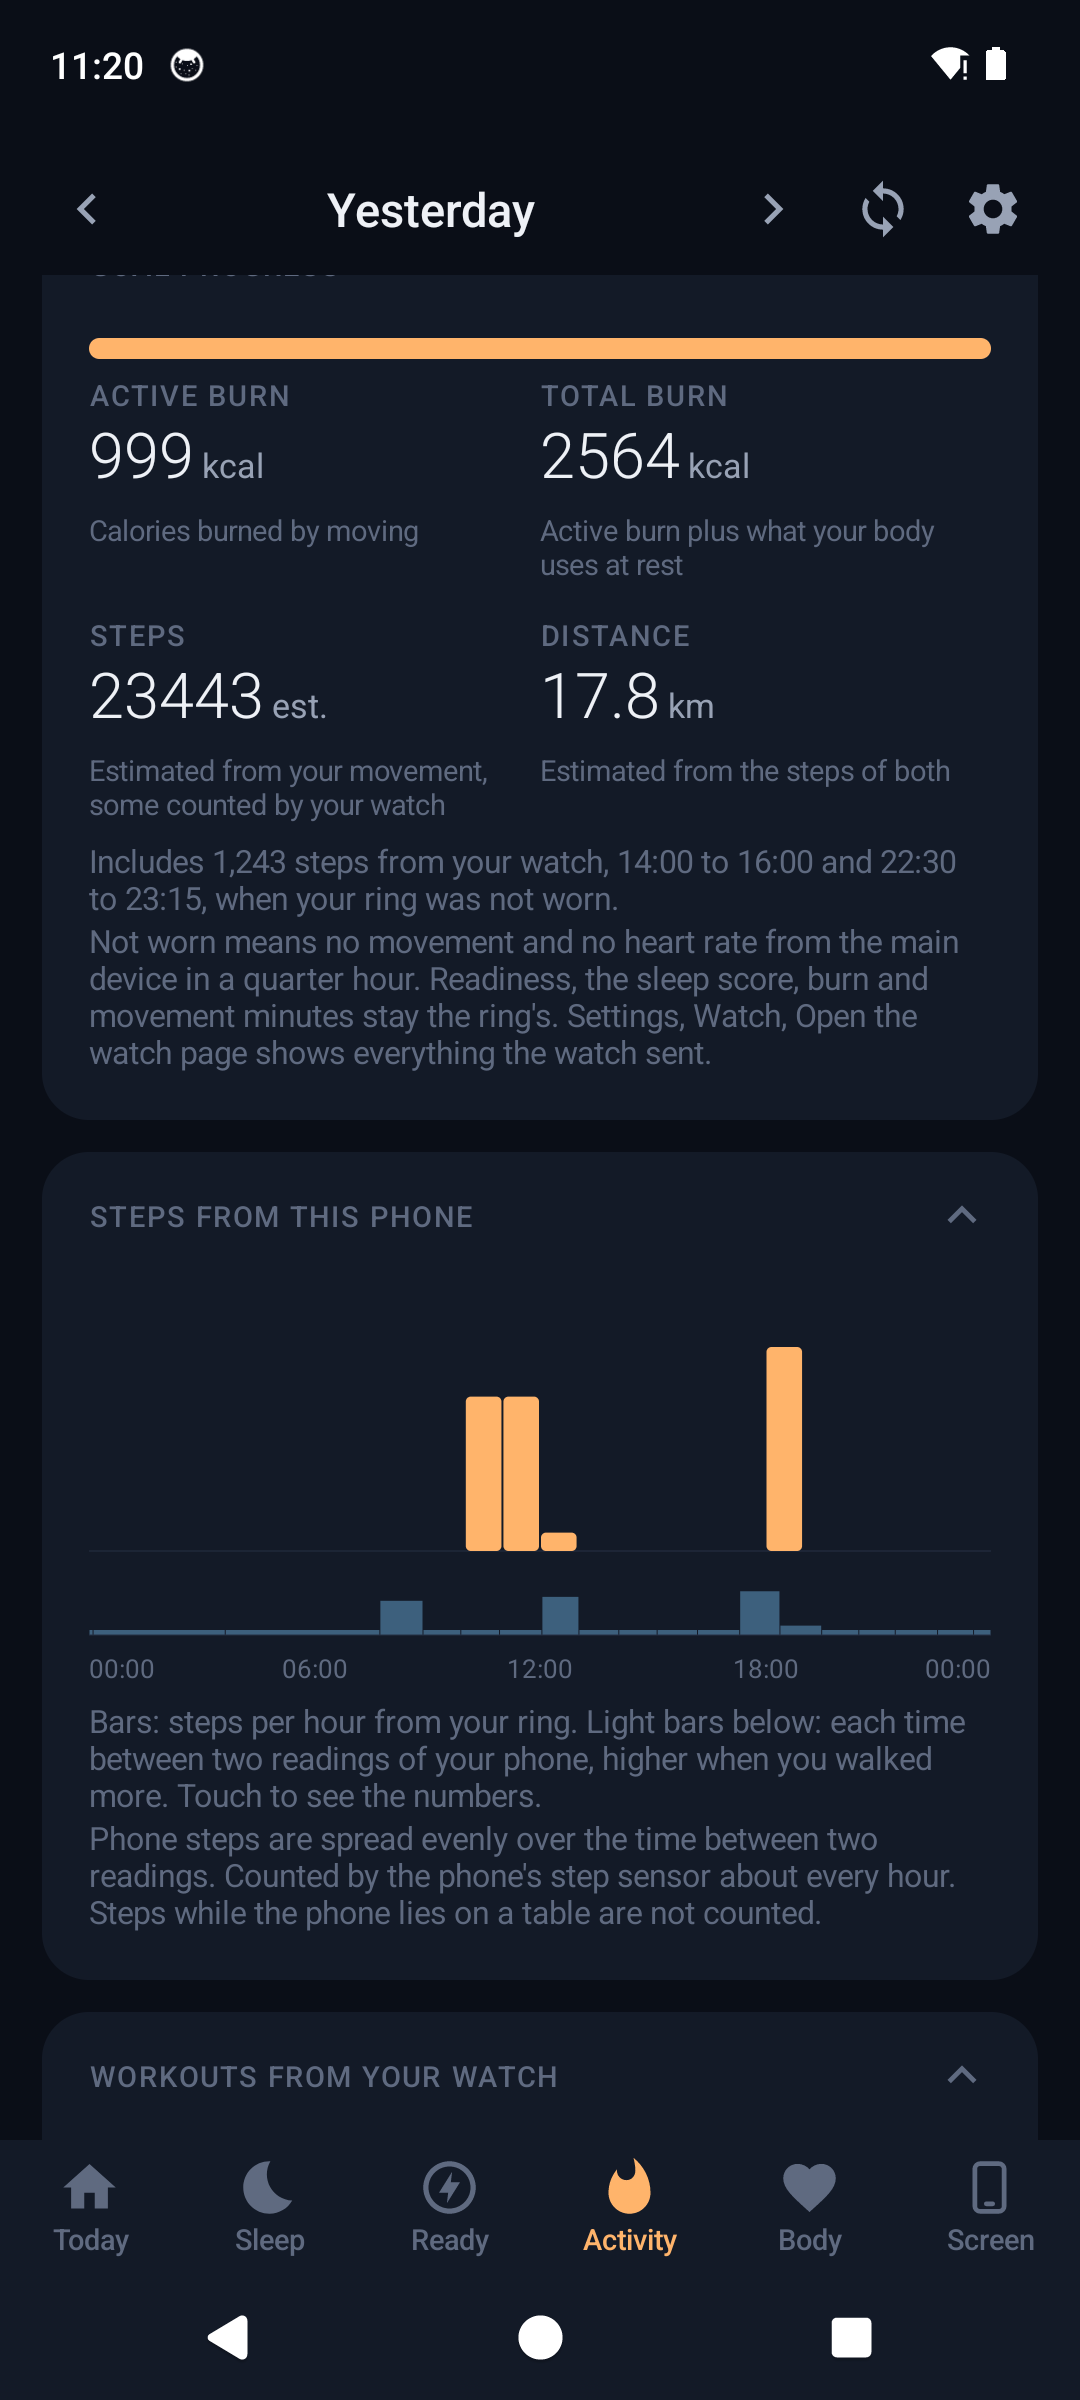 11:20
Yesterday
ACTIVE BURN
TOTAL BURN
999 kcal
2564 kcal
Calories burned by moving
Active burn plus what your body
uses at rest
STEPS
DISTANCE
23443 est.
17.8 km
Estimated from your movement,
some counted by your watch
Estimated from the steps of both
Includes 1,243 steps from your watch, 14:00 to 16:00 and 22:30
to 23:15, when your ring was not worn.
Not worn means no movement and no heart rate from the main
device in a quarter hour. Readiness, the sleep score, burn and
movement minutes stay the ring's. Settings, Watch, Open the
watch page shows everything the watch sent.
STEPS FROM THIS PHONE
00:00 06:00 12:00 18:00 00:00
Bars: steps per hour from your ring. Light bars below: each time
between two readings of your phone, higher when you walked
more. Touch to see the numbers.
Phone steps are spread evenly over the time between two
readings. Counted by the phone's step sensor about every hour.
Steps while the phone lies on a table are not counted.
WORKOUTS FROM YOUR WATCH
Today Sleep Ready Activity Body Screen